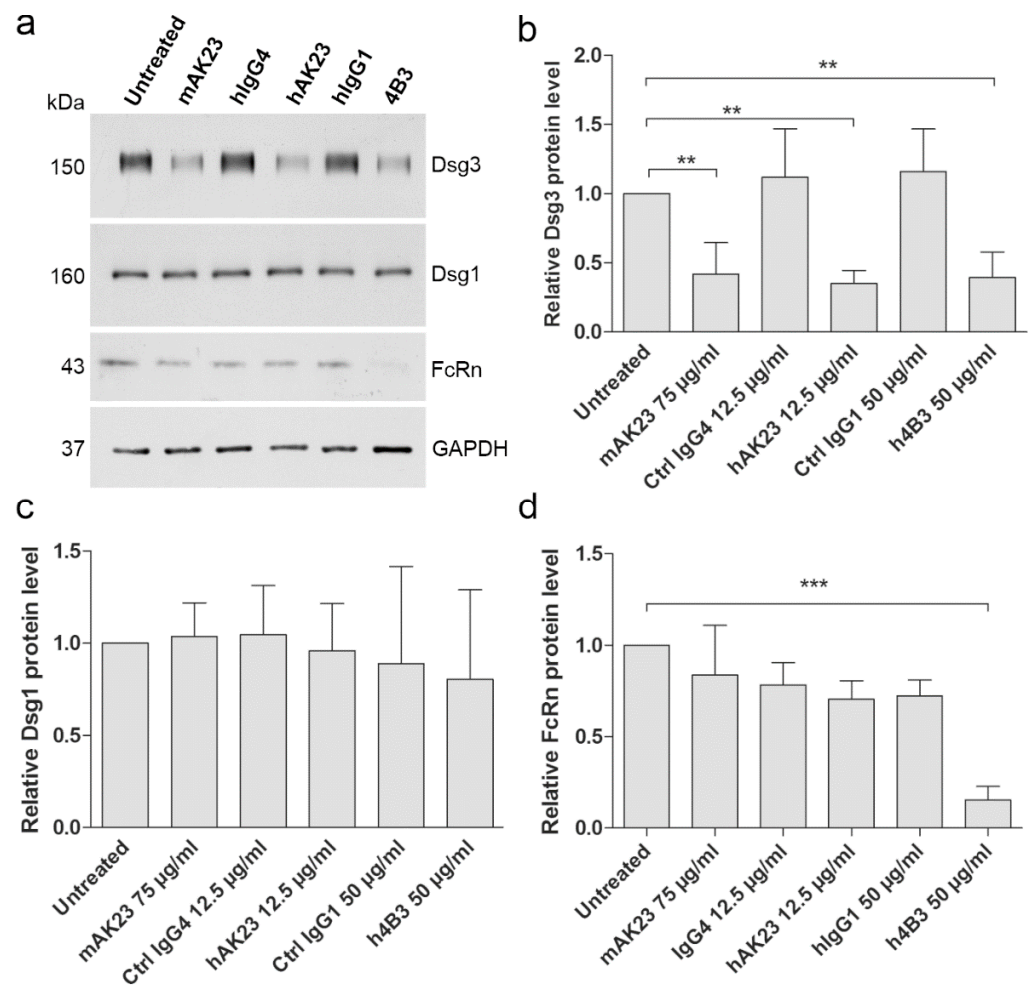 a
Untreated
mAK23
hIgG4
hAK23
hIgG1
4B3
kDa
150
Dsg3
160
Dsg1
43
FcRn
37
GAPDH
b
Relative Dsg3 protein level
2.0
1.5
1.0
0.5
0.0
**
**
**
Untreated
mAK23 75 µg/ml
Ctrl IgG4 12.5 µg/ml
hAK23 12.5 µg/ml
Ctrl IgG1 50 µg/ml
h4B3 50 µg/ml
c
Relative Dsg1 protein level
1.5
1.0
0.5
0.0
Untreated
mAK23 75 µg/ml
Ctrl IgG4 12.5 µg/ml
hAK23 12.5 µg/ml
Ctrl IgG1 50 µg/ml
h4B3 50 µg/ml
d
Relative FcRn protein level
1.5
1.0
0.5
0.0
***
Untreated
mAK23 75 µg/ml
IgG4 12.5 µg/ml
hAK23 12.5 µg/ml
hIgG1 50 µg/ml
h4B3 50 µg/ml